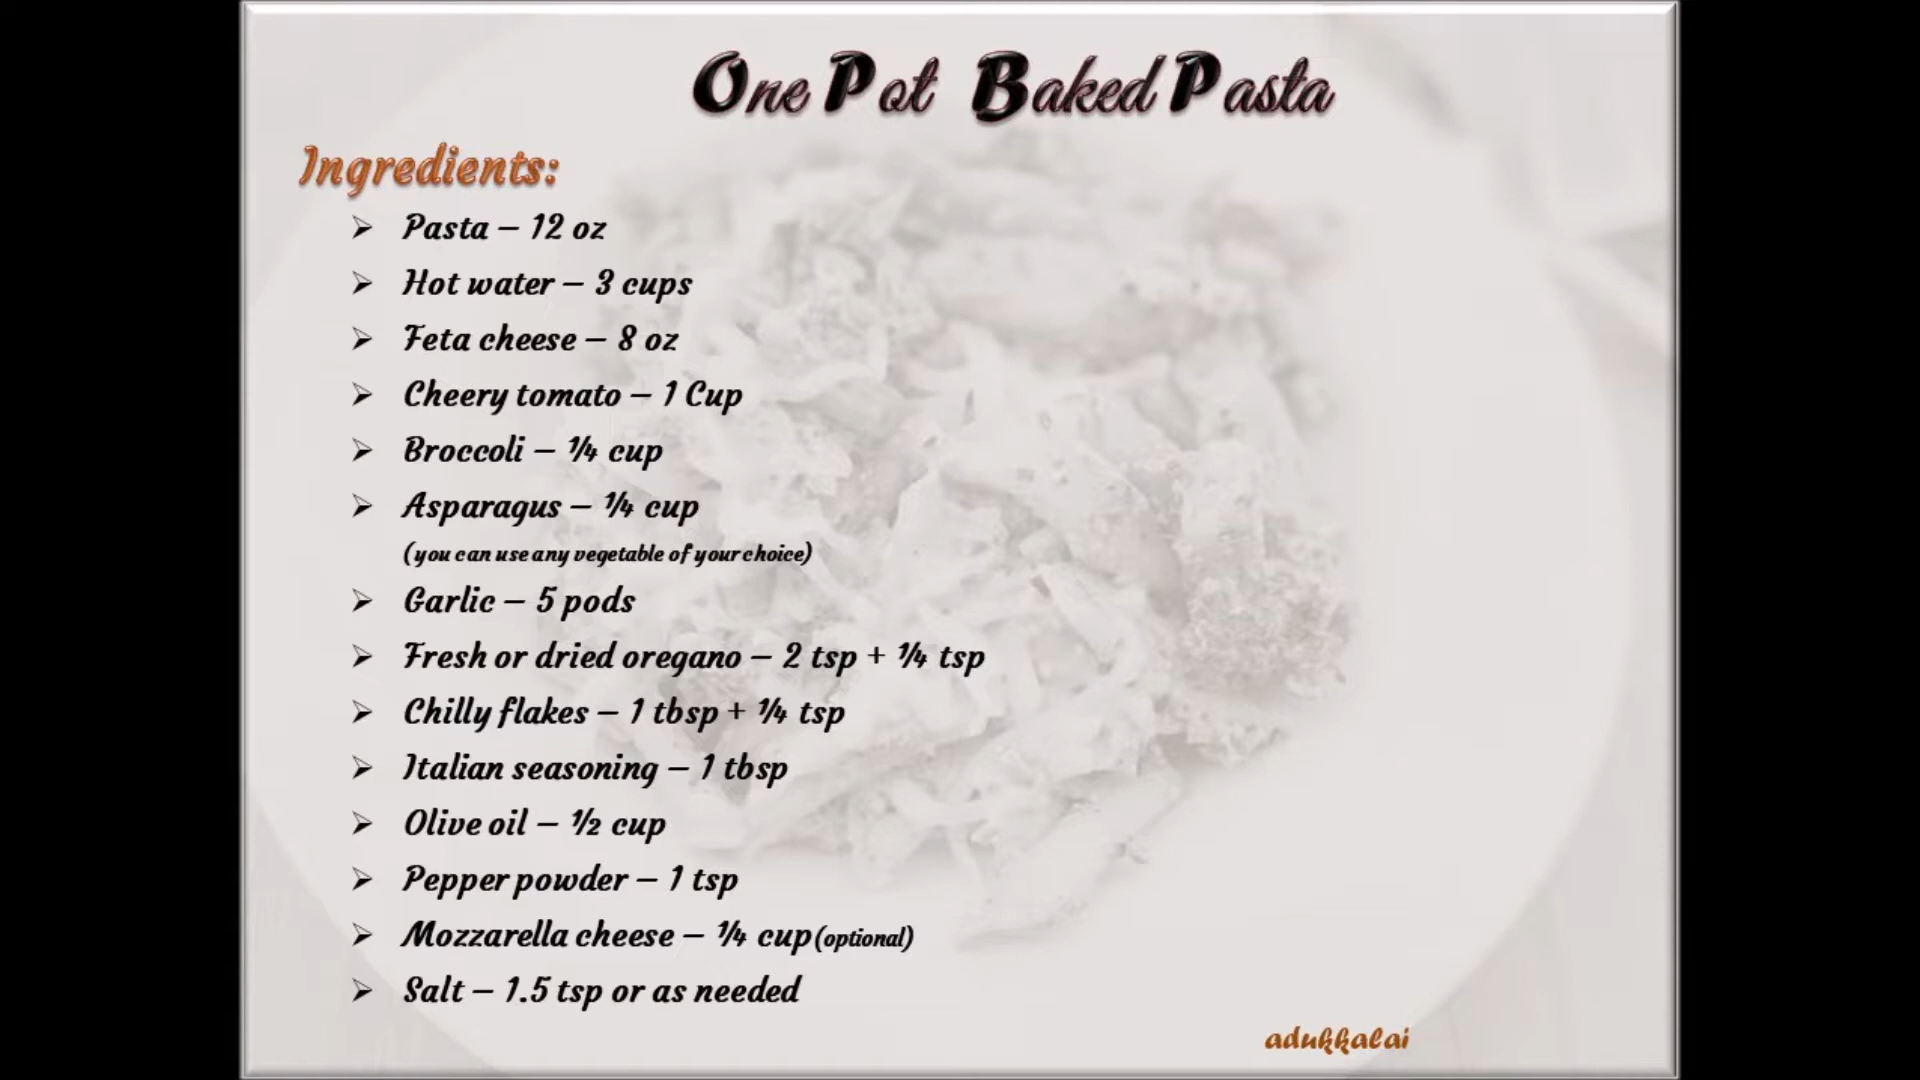 One Pot Baked Pasta
Ingredients:
➢ Pasta – 12 oz
➢ Hot water – 3 cups
➢ Feta cheese – 8 oz
➢ Cheery tomato – 1 Cup
➢ Broccoli – ¼ cup
➢ Asparagus – ¼ cup
(you can use any vegetable of your choice)
➢ Garlic – 5 pods
➢ Fresh or dried oregano – 2 tsp + ¼ tsp
➢ Chilly flakes – 1 tbsp + ¼ tsp
➢ Italian seasoning – 1 tbsp
➢ Olive oil – ½ cup
➢ Pepper powder – 1 tsp
➢ Mozzarella cheese – ¼ cup (optional)
➢ Salt – 1.5 tsp or as needed
adukkalai